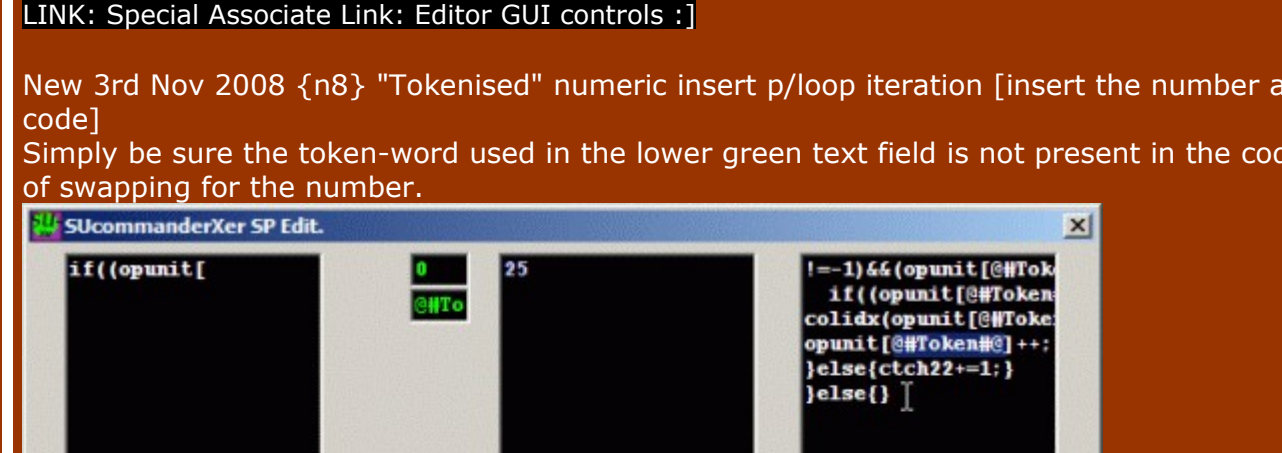 LINK: Special Associate Link: Editor GUI controls :]
New 3rd Nov 2008 {n8} "Tokenised" numeric insert p/loop iteration [insert the number a
code]
Simply be sure the token-word used in the lower green text field is not present in the cod
of swapping for the number.
SUcommanderXer SP Edit.
if((opunit[
0
@#To
25
!=-1)&&(opunit[@#Tok
if((opunit[@#Token
colidx(opunit[@#Toke
opunit[@#Token#@]++;
}else{ctch22+=1;}
}else{}